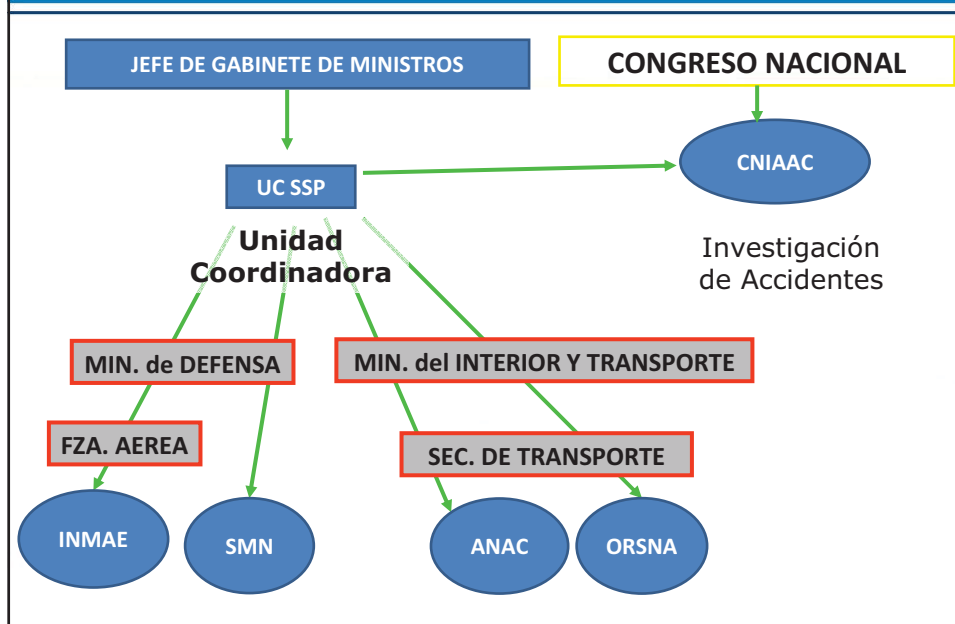 JEFE DE GABINETE DE MINISTROS
CONGRESO NACIONAL
CNIAAC
UC SSP
Unidad
Coordinadora
Investigación
de Accidentes
MIN. de DEFENSA
MIN. del INTERIOR Y TRANSPORTE
FZA. AEREA
SEC. DE TRANSPORTE
INMAE
SMN
ANAC
ORSNA